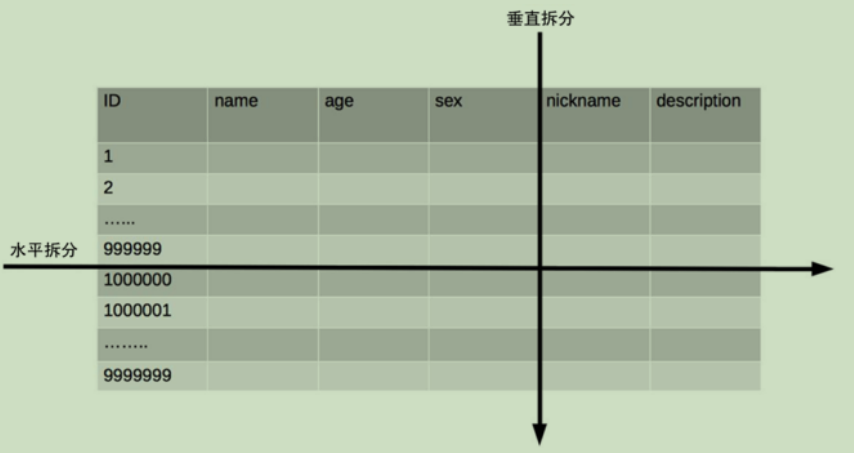 垂直拆分
ID name age sex nickname description
1
2
......
水平拆分 999999
1000000
1000001
........
9999999